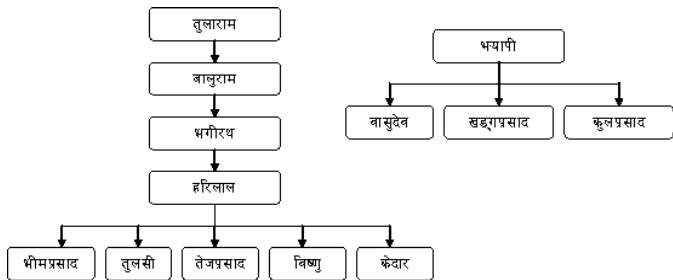 तुलाराम
बालुराम
भगीरथ
हरिलाल
भीमप्रसाद
तुलसी
तेजप्रसाद
विष्णु
केदार
भयापी
वासुदेव
खड्गप्रसाद
कुलप्रसाद